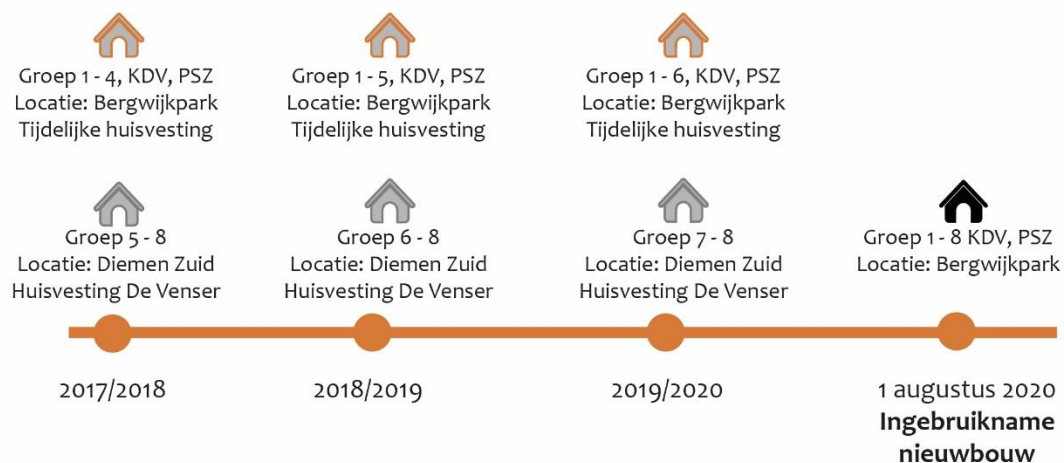 Groep 1 - 4, KDV, PSZ
Locatie: Bergwijkpark
Tijdelijke huisvesting
Groep 1 - 5, KDV, PSZ
Locatie: Bergwijkpark
Tijdelijke huisvesting
Groep 1 - 6, KDV, PSZ
Locatie: Bergwijkpark
Tijdelijke huisvesting
Groep 5 - 8
Locatie: Diemen Zuid
Huisvesting De Venser
Groep 6 - 8
Locatie: Diemen Zuid
Huisvesting De Venser
Groep 7 - 8
Locatie: Diemen Zuid
Huisvesting De Venser
Groep 1 - 8 KDV, PSZ
Locatie: Bergwijkpark
2017/2018
2018/2019
2019/2020
1 augustus 2020
Ingebruikname
nieuwbouw